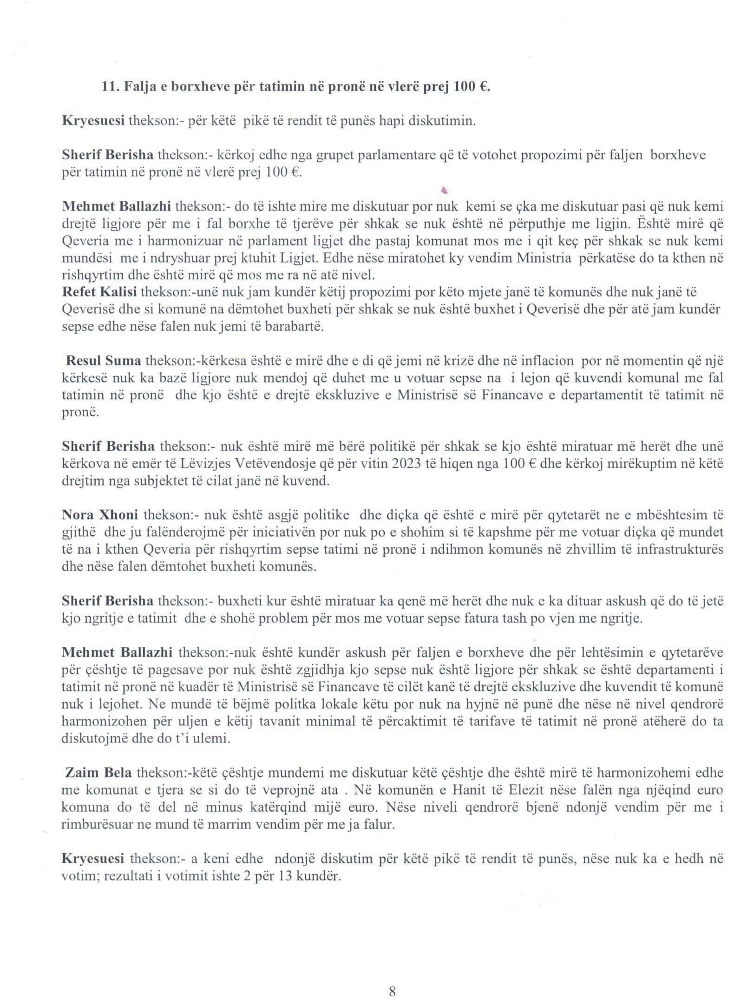 11. Falja e borxheve për tatimin në pronë në vlerë prej 100 €.
Kryesuesi thekson:- për këtë pikë të rendit të punës hapi diskutimin.
Sherif Berisha thekson:- kërkoj edhe nga grupet parlamentare që të votohet propozimi për faljen borxheve
për tatimin në pronë në vlerë prej 100 €.
Mehmet Ballazhi thekson:- do të ishte mire me diskutuar por nuk kemi se çka me diskutuar pasi që nuk kemi
drejtë ligjore për me i fal borxhe të tjerëve për shkak se nuk është në përputhje me ligjin. Është mirë që
Qeveria me i harmonizuar në parlament ligjet dhe pastaj komunat mos me i qit keç për shkak se nuk kemi
mundësi me i ndryshuar prej ktuhit Ligjet. Edhe nëse miratohet ky vendim Ministria përkatëse do ta kthen në
rishqyrtim dhe është mirë që mos me ra në atë nivel.
Refet Kalisi thekson:-unë nuk jam kundër këtij propozimi por këto mjete janë të komunës dhe nuk janë të
Qeverisë dhe si komunë na dëmtohet buxheti për shkak se nuk është buxhet i Qeverisë dhe për atë jam kundër
sepse edhe nëse falen nuk jemi të barabartë.
Resul Suma thekson:-kërkesa është e mirë dhe e di që jemi në krizë dhe në inflacion por në momentin që një
kërkesë nuk ka bazë ligjore nuk mendoj që duhet me u votuar sepse na i lejon që kuvendi komunal me fal
tatimin në pronë dhe kjo është e drejtë ekskluzive e Ministrisë së Financave e departamentit të tatimit në
pronë.
Sherif Berisha thekson:- nuk është mirë më bërë politikë për shkak se kjo është miratuar më herët dhe unë
kërkova në emër të Lëvizjes Vetëvendosje që për vitin 2023 të hiqen nga 100 € dhe kërkoj mirëkuptim në këtë
drejtim nga subjektet të cilat janë në kuvend.
Nora Xhoni thekson:- nuk është asgjë politike dhe diçka që është e mirë për qytetarët ne e mbështesim të
gjithë dhe ju falënderojmë për iniciativën por nuk po e shohim si të kapshme për me votuar diçka që mundet
të na i kthen Qeveria për rishqyrtim sepse tatimi në pronë i ndihmon komunës në zhvillim të infrastrukturës
dhe nëse falen dëmtohet buxheti komunës.
Sherif Berisha thekson:- buxheti kur është miratuar ka qenë më herët dhe nuk e ka dituar askush që do të jetë
kjo ngritje e tatimit dhe e shohë problem për mos me votuar sepse fatura tash po vjen me ngritje.
Mehmet Ballazhi thekson:-nuk është kundër askush për faljen e borxheve dhe për lehtësimin e qytetarëve
për çështje të pagesave por nuk është zgjidhja kjo sepse nuk është ligjore për shkak se është departamenti i
tatimit në pronë në kuadër të Ministrisë së Financave të cilët kanë të drejtë ekskluzive dhe kuvendit të komunë
nuk i lejohet. Ne mundë të bëjmë politka lokale këtu por nuk na hyjnë në punë dhe nëse në nivel qendrorë
harmonizohen për uljen e këtij tavanit minimal të përcaktimit të tarifave të tatimit në pronë atëherë do ta
diskutojmë dhe do t’i ulemi.
Zaim Bela thekson:-këtë çështje mundemi me diskutuar këtë çështje dhe është mirë të harmonizohemi edhe
me komunat e tjera se si do të veprojnë ata . Në komunën e Hanit të Elezit nëse falën nga njëqind euro
komuna do të del në minus katërqind mijë euro. Nëse niveli qendrorë bjenë ndonjë vendim për me i
rimburësuar ne mund të marrim vendim për me ja falur.
Kryesuesi thekson:- a keni edhe ndonjë diskutim për këtë pikë të rendit të punës, nëse nuk ka e hedh në
votim; rezultati i votimit ishte 2 për 13 kundër.
8